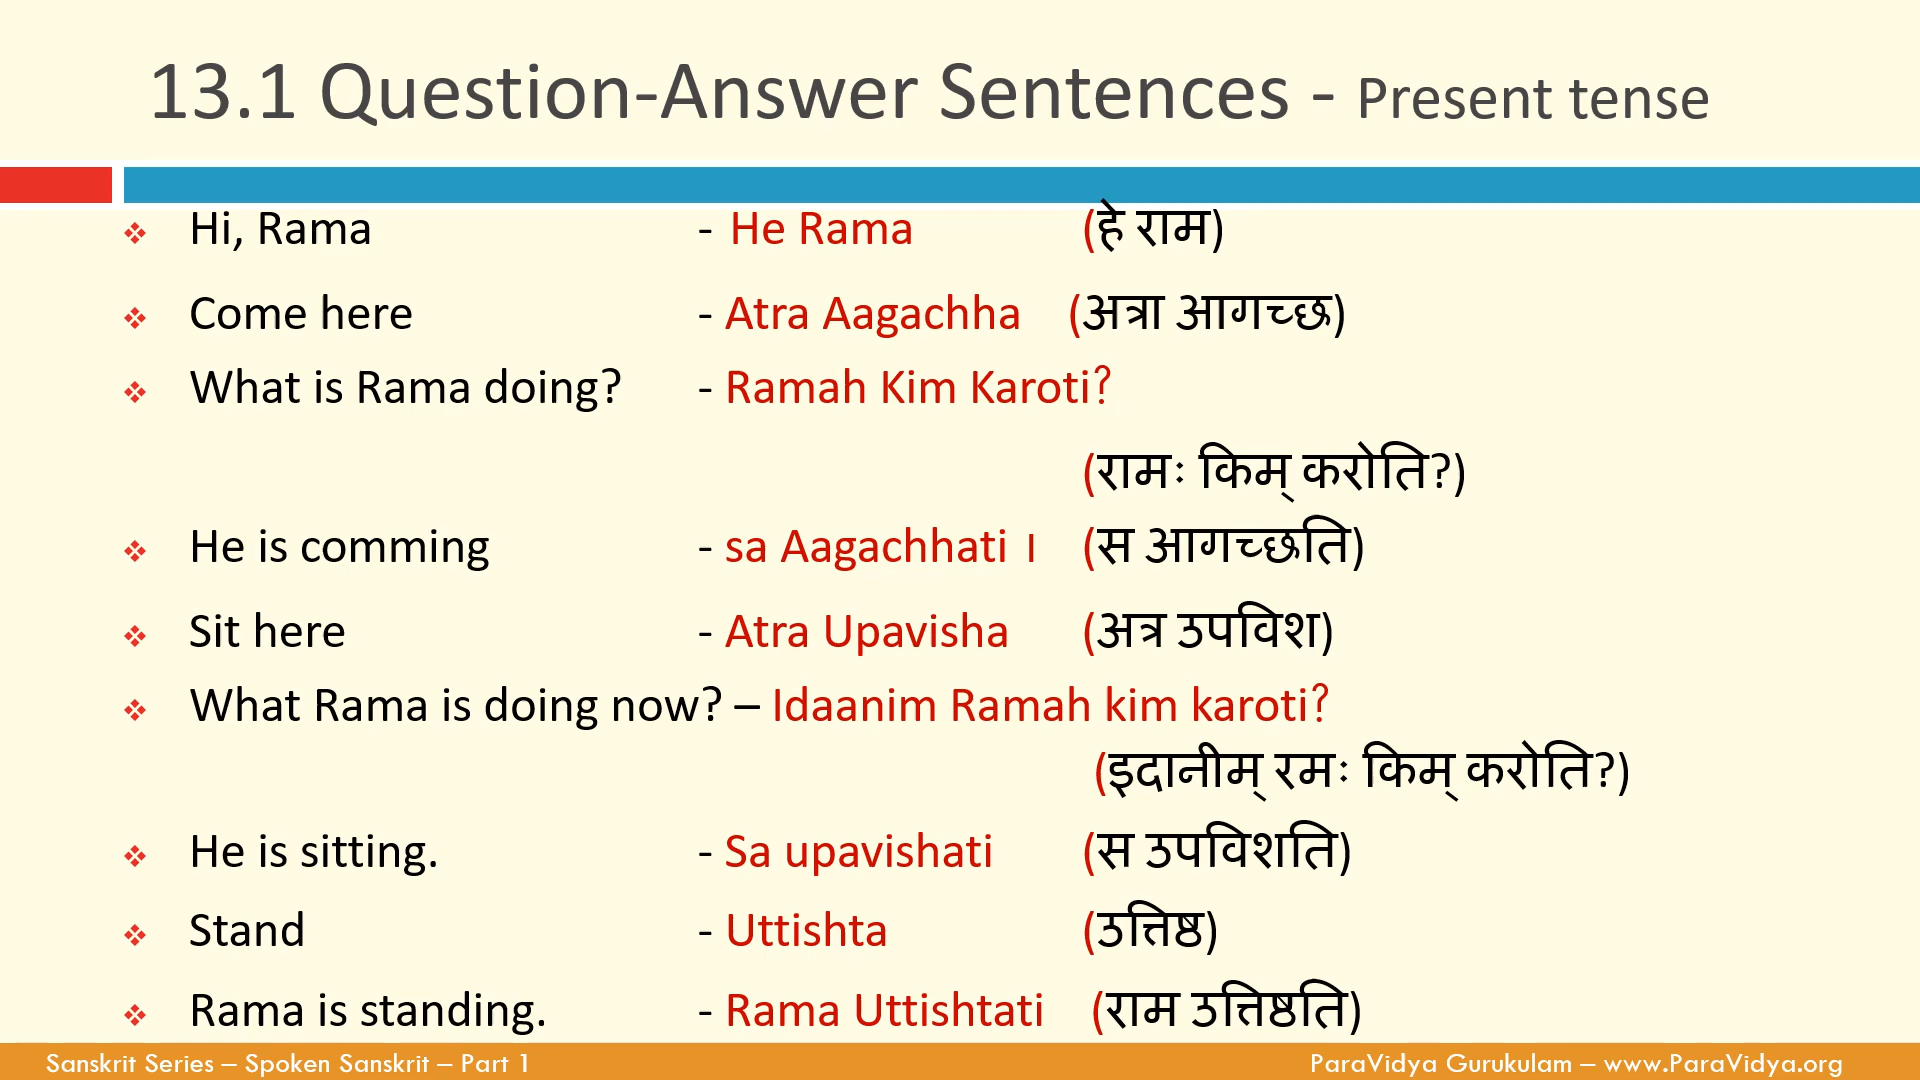 13.1 Question-Answer Sentences - Present tense
❖ Hi, Rama - He Rama (हे राम)
❖ Come here - Atra Aagachha (अत्रा आगच्छ)
❖ What is Rama doing? - Ramah Kim Karoti?
(रामः किम् करोति?)
❖ He is comming - sa Aagachhati । (स आगच्छति)
❖ Sit here - Atra Upavisha (अत्र उपविश)
❖ What Rama is doing now? – Idaanim Ramah kim karoti?
(इदानीम् रमः किम् करोति?)
❖ He is sitting. - Sa upavishati (स उपविशति)
❖ Stand - Uttishta (उत्तिष्ठ)
❖ Rama is standing. - Rama Uttishtati (राम उत्तिष्ठति)
Sanskrit Series – Spoken Sanskrit – Part 1 ParaVidya Gurukulam – www.ParaVidya.org